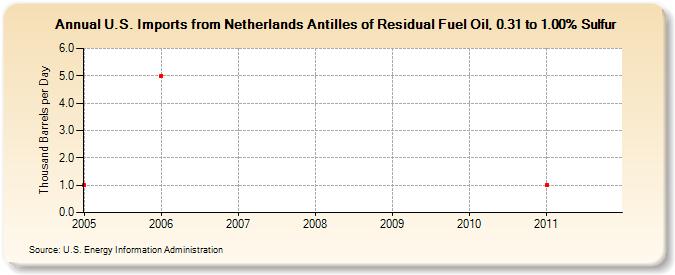 Annual U.S. Imports from Netherlands Antilles of Residual Fuel Oil, 0.31 to 1.00% Sulfur
Thousand Barrels per Day
6.0
5.0
4.0
3.0
2.0
1.0
0.0
2005 2006 2007 2008 2009 2010 2011
Source: U.S. Energy Information Administration